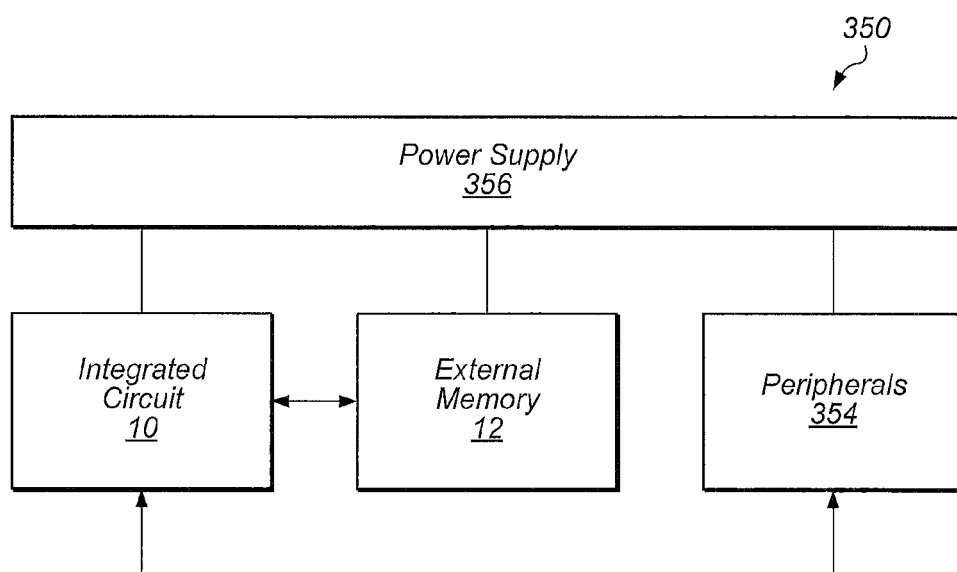 350
Power Supply
356
Integrated
Circuit
10
External
Memory
12
Peripherals
354